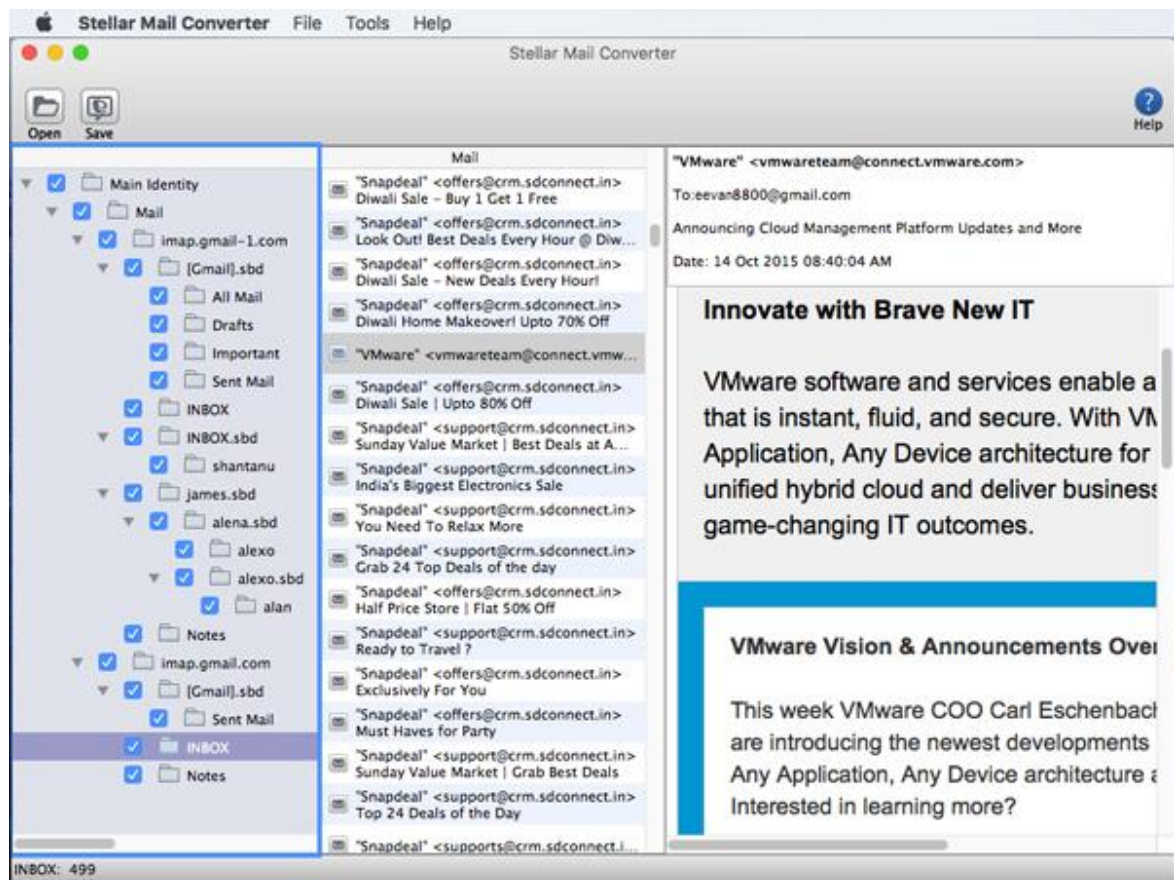 Stellar Mail Converter File Tools Help
Stellar Mail Converter
Open Save
Help
Main Identity
Mail
imap.gmail-1.com
[Gmail].sbd
All Mail
Drafts
Important
Sent Mail
INBOX
INBOX.sbd
shantanu
james.sbd
alena.sbd
alexo
alexo.sbd
alan
Notes
imap.gmail.com
[Gmail].sbd
Sent Mail
INBOX
Notes
Mail
"Snapdeal" <offers@crm.sdconnect.in>
Diwali Sale – Buy 1 Get 1 Free
"Snapdeal" <offers@crm.sdconnect.in>
Look Out! Best Deals Every Hour @ Diw...
"Snapdeal" <offers@crm.sdconnect.in>
Diwali Sale – New Deals Every Hour!
"Snapdeal" <offers@crm.sdconnect.in>
Diwali Home Makeover! Upto 70% Off
"VMware" <vmwareteam@connect.vmw...
"Snapdeal" <offers@crm.sdconnect.in>
Diwali Sale | Upto 80% Off
"Snapdeal" <support@crm.sdconnect.in>
Sunday Value Market | Best Deals at A...
"Snapdeal" <support@crm.sdconnect.in>
India's Biggest Electronics Sale
"Snapdeal" <support@crm.sdconnect.in>
You Need To Relax More
"Snapdeal" <support@crm.sdconnect.in>
Grab 24 Top Deals of the day
"Snapdeal" <support@crm.sdconnect.in>
Half Price Store | Flat 50% Off
"Snapdeal" <support@crm.sdconnect.in>
Ready to Travel ?
"Snapdeal" <offers@crm.sdconnect.in>
Exclusively For You
"Snapdeal" <offers@crm.sdconnect.in>
Must Haves for Party
"Snapdeal" <support@crm.sdconnect.in>
Sunday Value Market | Grab Best Deals
"Snapdeal" <support@crm.sdconnect.in>
Top 24 Deals of the Day
"Snapdeal" <supports@crm.sdconnect.i...
"VMware" <vmwareteam@connect.vmware.com>
To:eevan8800@gmail.com
Announcing Cloud Management Platform Updates and More
Date: 14 Oct 2015 08:40:04 AM
Innovate with Brave New IT
VMware software and services enable a
that is instant, fluid, and secure. With
Application, Any Device architecture for
unified hybrid cloud and deliver business
game-changing IT outcomes.
VMware Vision & Announcements
This week VMware COO Carl Eschenbach
are introducing the newest developments
Any Application, Any Device architecture
Interested in learning more?
INBOX: 499